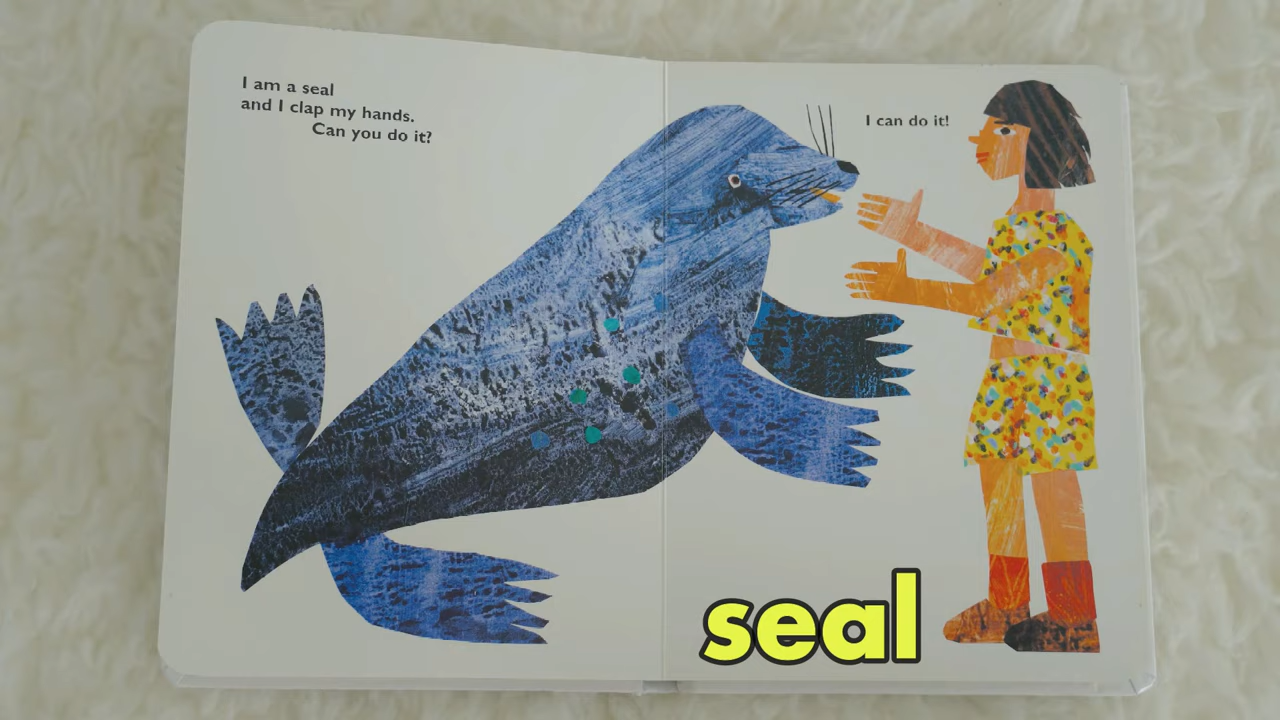 I am a seal
and I clap my hands.
Can you do it?
I can do it!
seal